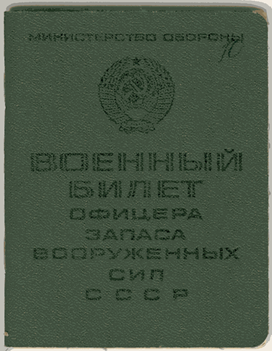 МИНИСТЕРСТВО ОБОРОНЫ
10
ВОЕННЫЙ
БИЛЕТ
ОФИЦЕРА
ЗАПАСА
ВООРУЖЕННЫХ
СИЛ
СССР